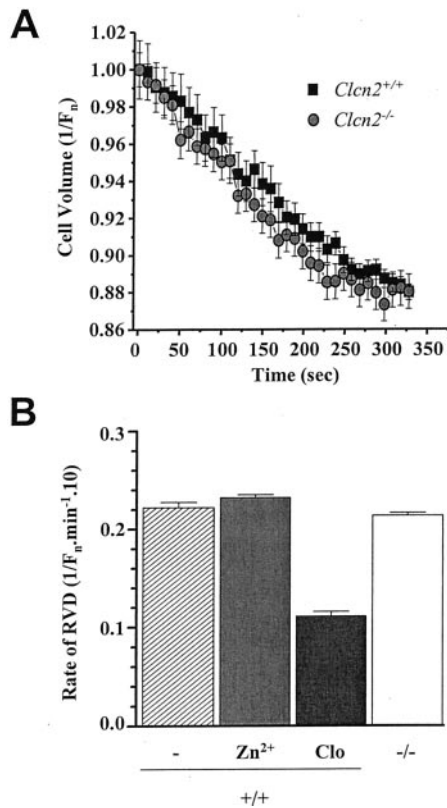 A
1.02
1.00
0.98
0.96
0.94
0.92
0.90
0.88
0.86
Cell Volume (1/Fn)
Clcn2+/+
Clcn2-/-
0 50 100 150 200 250 300 350
Time (sec)
B
0.3
0.2
0.1
0.0
Rate of RVD (1/Fn.min-1.10)
- Zn2+ Clo -/-
+/+